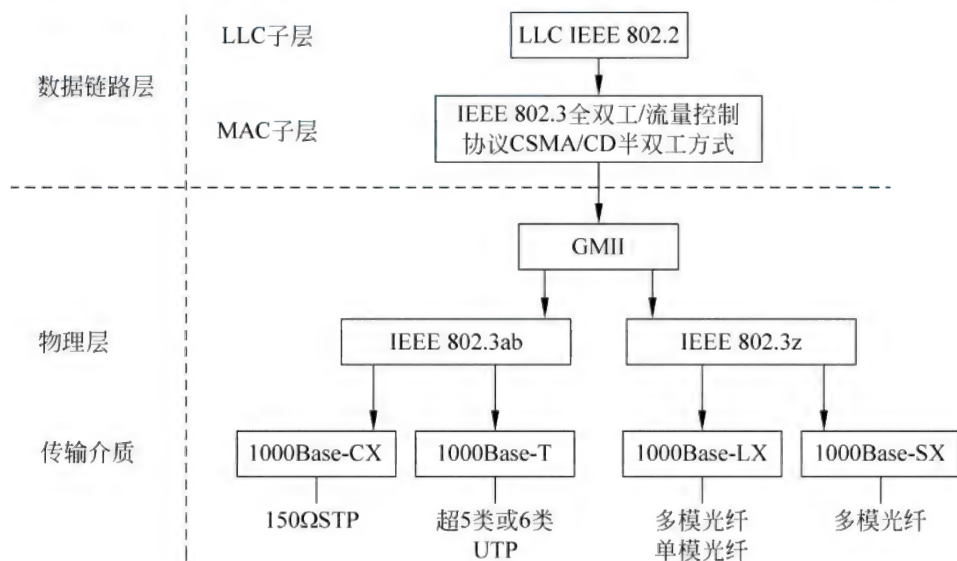 LLC子层
LLC IEEE 802.2
数据链路层
MAC子层
IEEE 802.3全双工/流量控制
协议CSMA/CD半双工方式
GMII
物理层
IEEE 802.3ab
IEEE 802.3z
传输介质
1000Base-CX
1000Base-T
1000Base-LX
1000Base-SX
150ΩSTP
超5类或6类
UTP
多模光纤
单模光纤
多模光纤